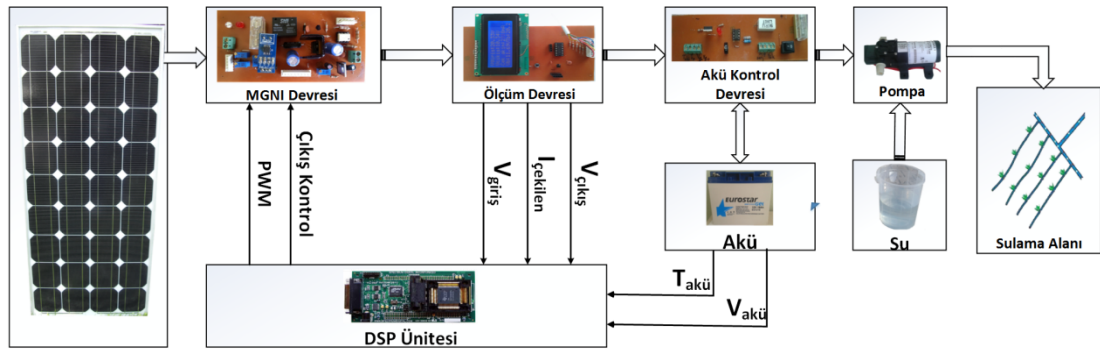 MGNI Devresi
Ölçüm Devresi
Akü Kontrol
Devresi
Pompa
Sulama Alanı
PWM
Çıkış Kontrol
Vgiriş
Içekilen
Vçıkış
EUROSTAR
Akü
Su
Takü
Vakü
DSP Ünitesi